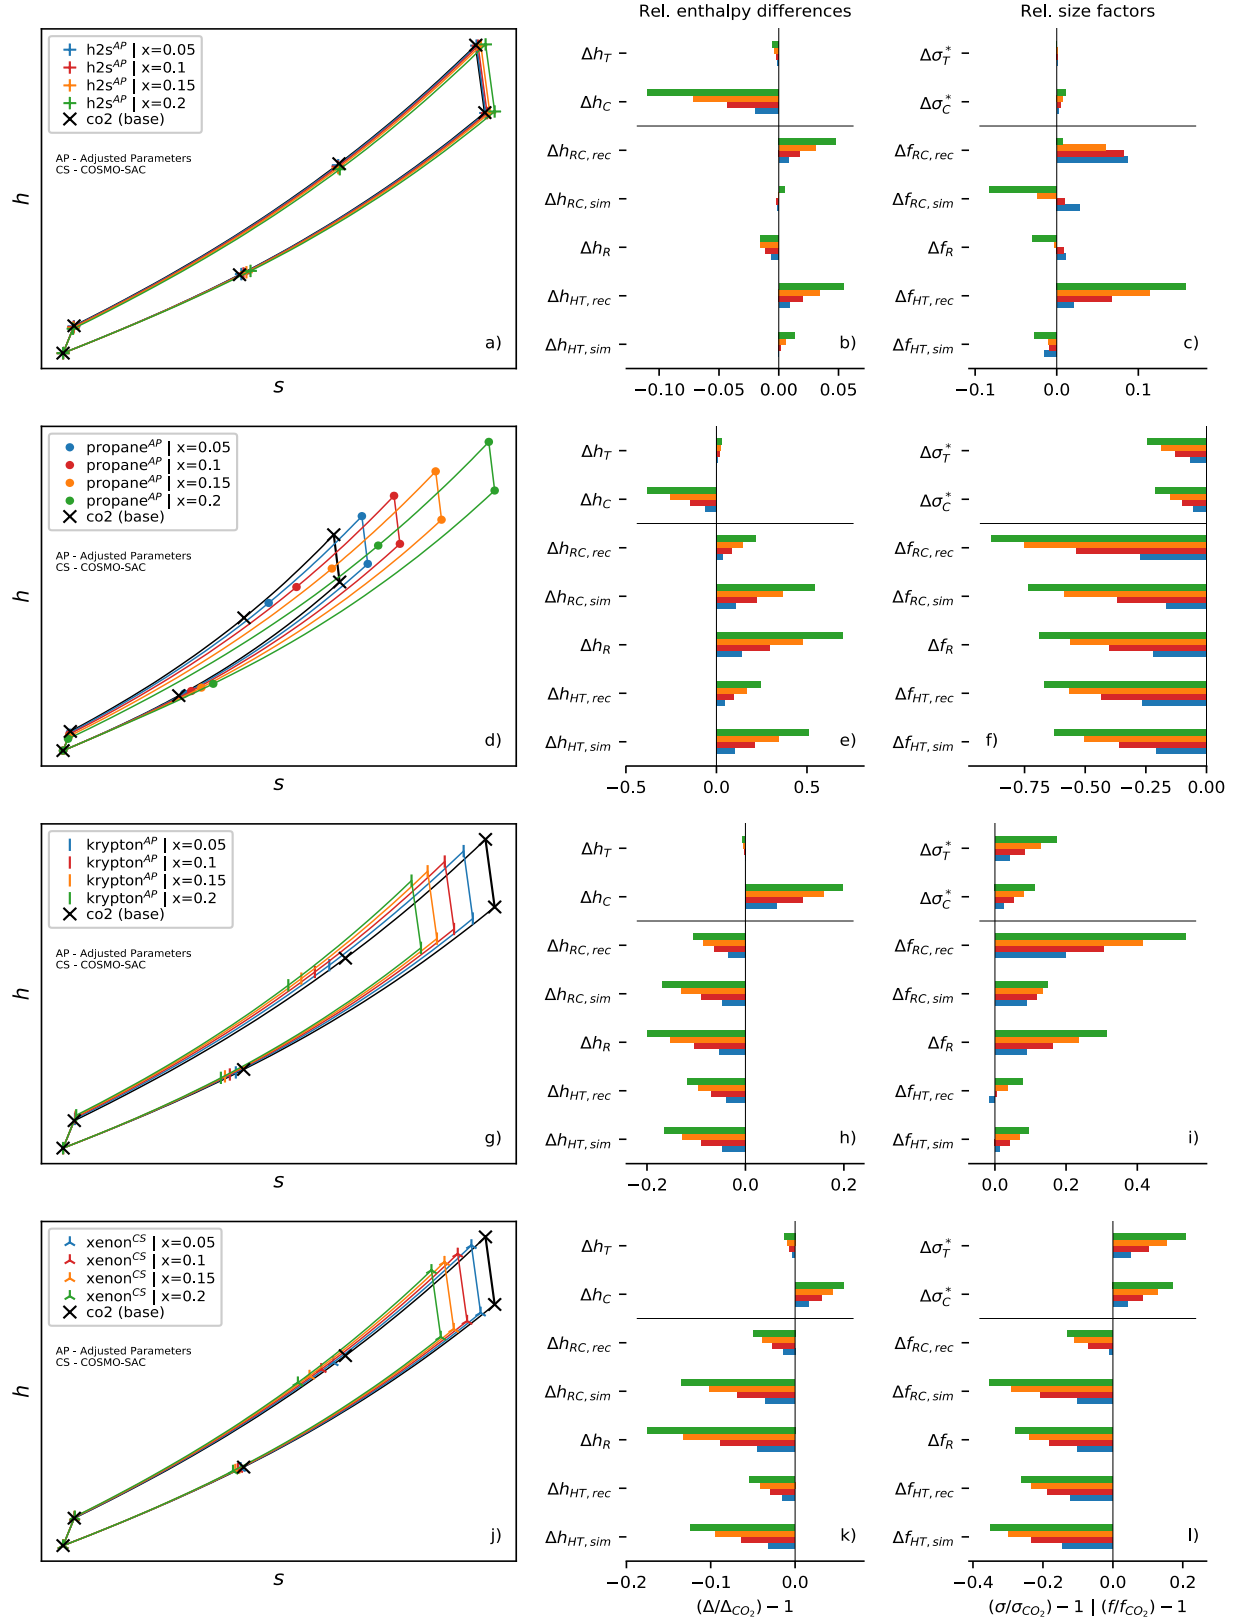 Rel. enthalpy differences
Rel. size factors
h2s^AP | x=0.05
h2s^AP | x=0.1
h2s^AP | x=0.15
h2s^AP | x=0.2
co2 (base)
AP - Adjusted Parameters
CS - COSMO-SAC
h
s
a)
Δh_T
Δh_C
Δh_RC,rec
Δh_RC,sim
Δh_R
Δh_HT,rec
Δh_HT,sim
b)
−0.10 −0.05 0.00 0.05
Δσ*_T
Δσ*_C
Δf_RC,rec
Δf_RC,sim
Δf_R
Δf_HT,rec
Δf_HT,sim
c)
−0.1 0.0 0.1
propane^AP | x=0.05
propane^AP | x=0.1
propane^AP | x=0.15
propane^AP | x=0.2
co2 (base)
AP - Adjusted Parameters
CS - COSMO-SAC
h
s
d)
Δh_T
Δh_C
Δh_RC,rec
Δh_RC,sim
Δh_R
Δh_HT,rec
Δh_HT,sim
e)
−0.5 0.0 0.5
Δσ*_T
Δσ*_C
Δf_RC,rec
Δf_RC,sim
Δf_R
Δf_HT,rec
Δf_HT,sim
f)
−0.75 −0.50 −0.25 0.00
krypton^AP | x=0.05
krypton^AP | x=0.1
krypton^AP | x=0.15
krypton^AP | x=0.2
co2 (base)
AP - Adjusted Parameters
CS - COSMO-SAC
h
s
g)
Δh_T
Δh_C
Δh_RC,rec
Δh_RC,sim
Δh_R
Δh_HT,rec
Δh_HT,sim
h)
−0.2 0.0 0.2
Δσ*_T
Δσ*_C
Δf_RC,rec
Δf_RC,sim
Δf_R
Δf_HT,rec
Δf_HT,sim
i)
0.0 0.2 0.4
xenon^CS | x=0.05
xenon^CS | x=0.1
xenon^CS | x=0.15
xenon^CS | x=0.2
co2 (base)
AP - Adjusted Parameters
CS - COSMO-SAC
h
s
j)
Δh_T
Δh_C
Δh_RC,rec
Δh_RC,sim
Δh_R
Δh_HT,rec
Δh_HT,sim
k)
−0.2 −0.1 0.0
(Δ/Δ_CO₂) − 1
Δσ*_T
Δσ*_C
Δf_RC,rec
Δf_RC,sim
Δf_R
Δf_HT,rec
Δf_HT,sim
l)
−0.4 −0.2 0.0 0.2
(σ/σ_CO₂) − 1 | (f/f_CO₂) − 1